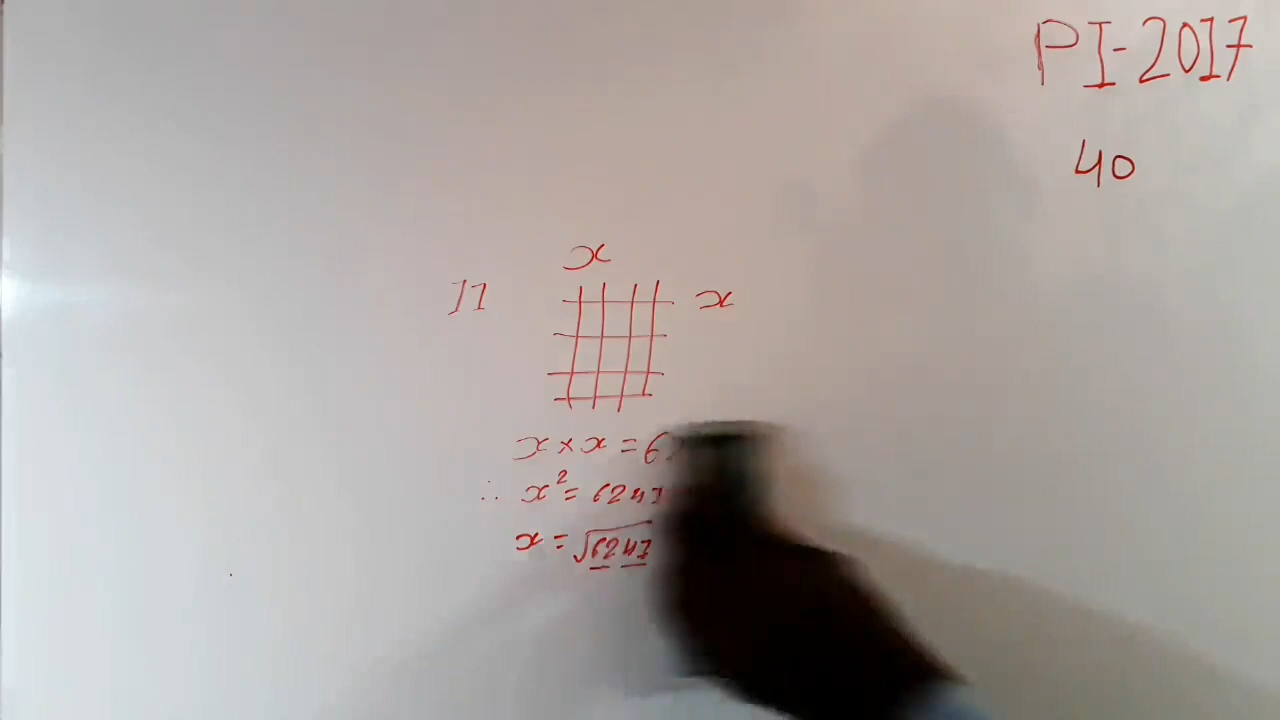 PI-2017
40
x
11 x
x × x = 6
∴ x² = 6247
x = √6247